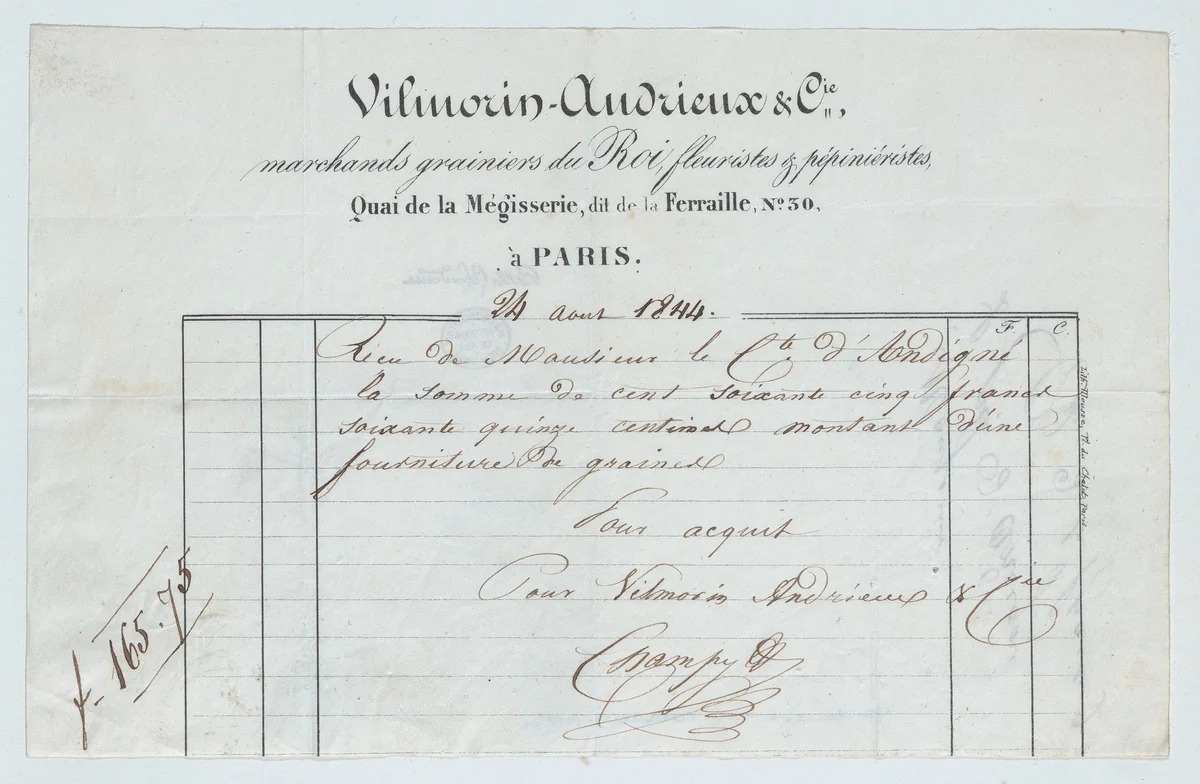 Vilmorin-Andrieux & Cie,
marchands grainiers du Roi, fleuristes & pépiniéristes,
Quai de la Mégisserie, dit de la Ferraille, No. 30,
à PARIS.
24 Aout 1844.
F. C.
Reçu de Monsieur le Cte. d'Andigné
la somme de cent soixante cinq francs
soixante quinze centimes montant d'une
fourniture de graines
Pour acquit
Pour Vilmorin Andrieux & Cie
Champy
f. 165.75
Paris